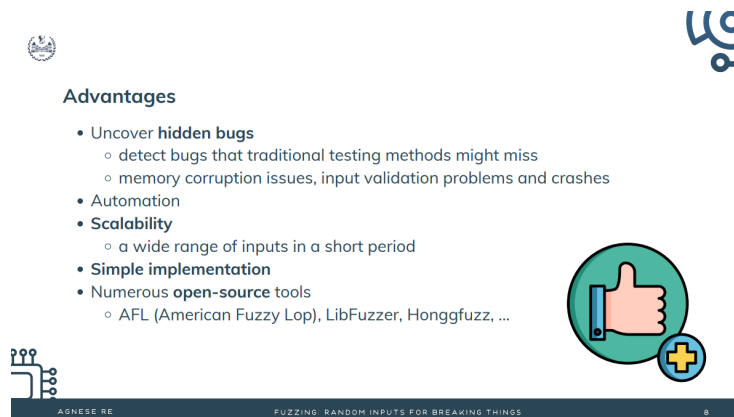 Advantages
• Uncover hidden bugs
◦ detect bugs that traditional testing methods might miss
◦ memory corruption issues, input validation problems and crashes
• Automation
• Scalability
◦ a wide range of inputs in a short period
• Simple implementation
• Numerous open-source tools
◦ AFL (American Fuzzy Lop), LibFuzzer, Honggfuzz, ...
AGNESE RE
FUZZING: RANDOM INPUTS FOR BREAKING THINGS
8